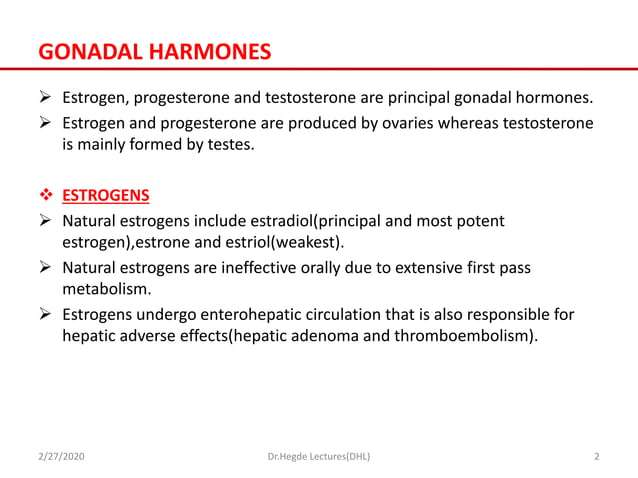 GONADAL HARMONES
➢ Estrogen, progesterone and testosterone are principal gonadal hormones.
➢ Estrogen and progesterone are produced by ovaries whereas testosterone
is mainly formed by testes.
❖ ESTROGENS
➢ Natural estrogens include estradiol(principal and most potent
estrogen),estrone and estriol(weakest).
➢ Natural estrogens are ineffective orally due to extensive first pass
metabolism.
➢ Estrogens undergo enterohepatic circulation that is also responsible for
hepatic adverse effects(hepatic adenoma and thromboembolism).
2/27/2020
Dr.Hegde Lectures(DHL)
2